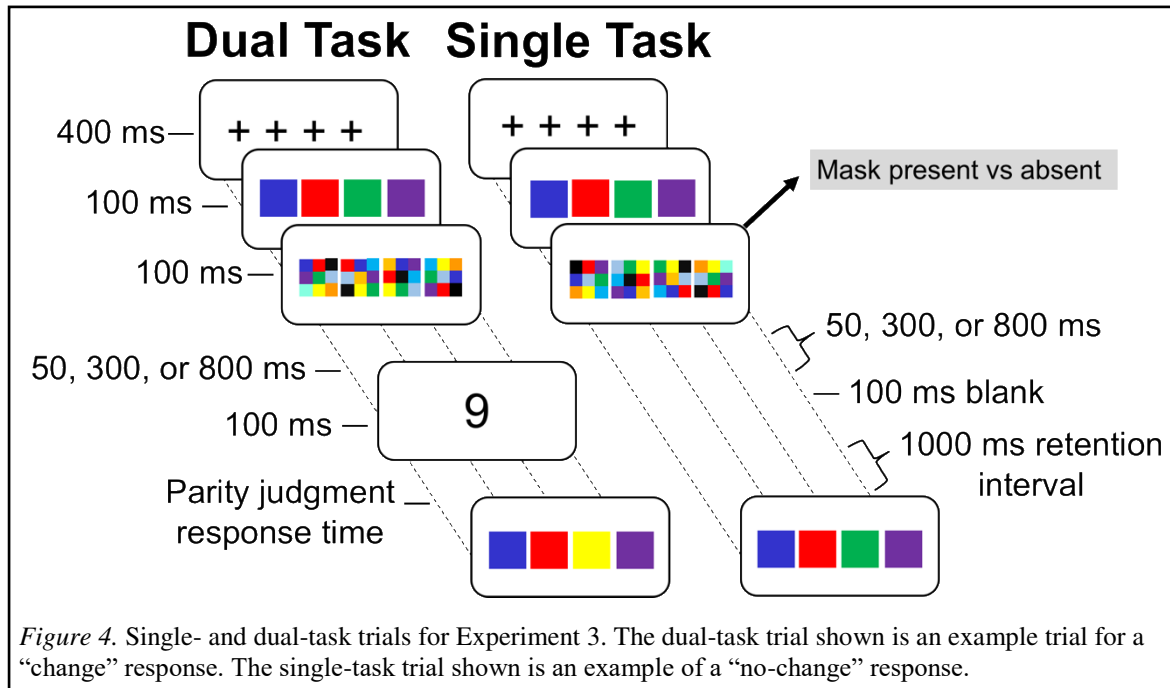 Dual Task
Single Task
400 ms
+ + + +
+ + + +
100 ms
Mask present vs absent
100 ms
50, 300, or 800 ms
50, 300, or 800 ms
9
100 ms
100 ms blank
1000 ms retention
interval
Parity judgment
response time
Figure 4. Single- and dual-task trials for Experiment 3. The dual-task trial shown is an example trial for a
“change” response. The single-task trial shown is an example of a “no-change” response.